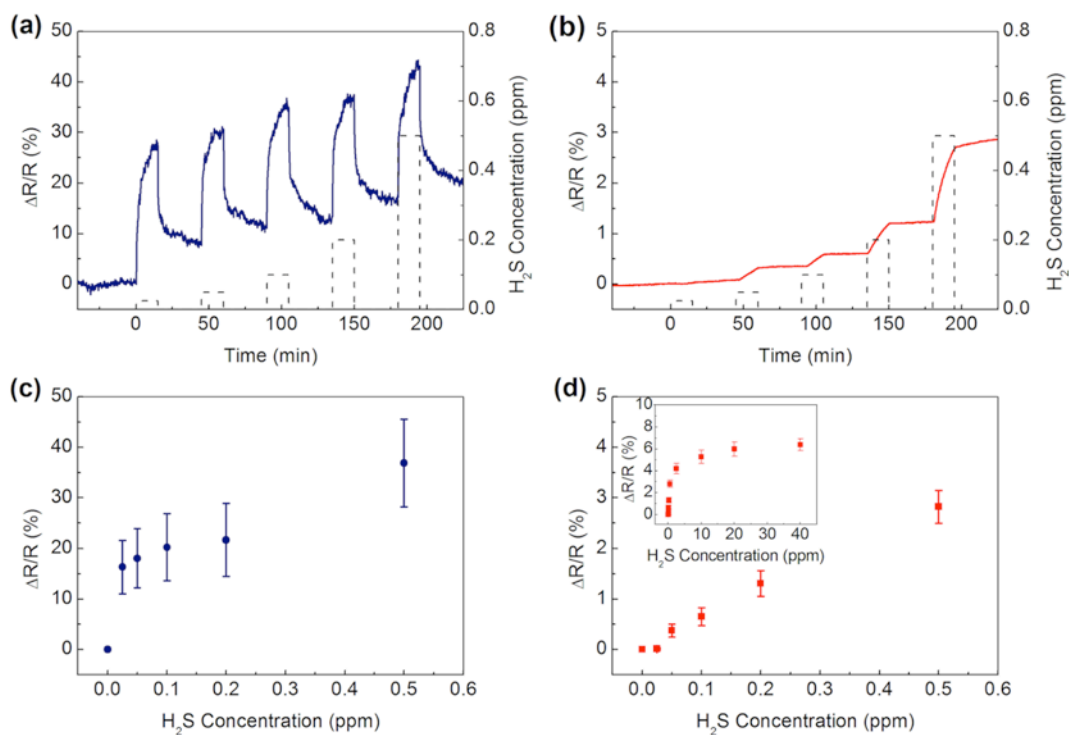 (a)
50
40
30
20
10
0
ΔR/R (%)
0.8
0.6
0.4
0.2
0.0
H₂S Concentration (ppm)
0 50 100 150 200
Time (min)
(b)
5
4
3
2
1
0
ΔR/R (%)
0.8
0.6
0.4
0.2
0.0
H₂S Concentration (ppm)
0 50 100 150 200
Time (min)
(c)
50
40
30
20
10
0
ΔR/R (%)
0.0 0.1 0.2 0.3 0.4 0.5 0.6
H₂S Concentration (ppm)
(d)
5
4
3
2
1
0
ΔR/R (%)
10
8
6
4
2
0
ΔR/R (%)
0 10 20 30 40
H₂S Concentration (ppm)
0.0 0.1 0.2 0.3 0.4 0.5 0.6
H₂S Concentration (ppm)